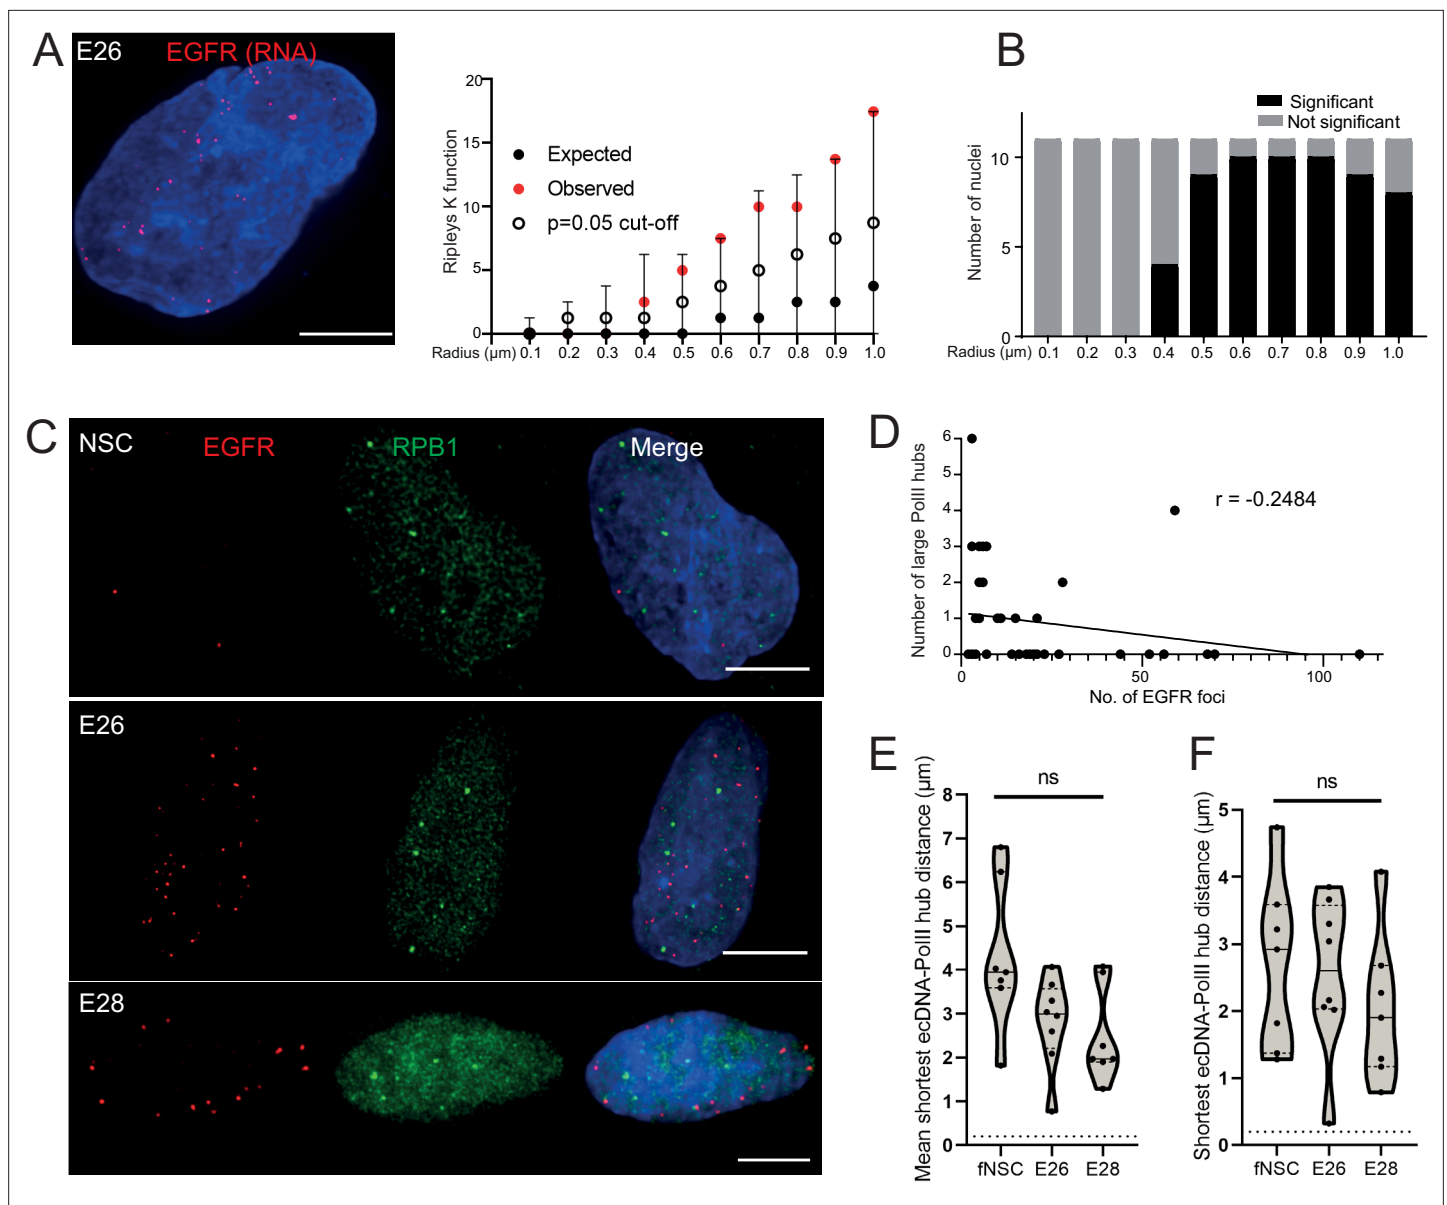 A
E26
EGFR (RNA)
Ripleys K function
20
15
10
5
0
Expected
Observed
p=0.05 cut-off
Radius (µm) 0.1 0.2 0.3 0.4 0.5 0.6 0.7 0.8 0.9 1.0
B
Significant
Not significant
Number of nuclei
10
5
0
Radius (µm) 0.1 0.2 0.3 0.4 0.5 0.6 0.7 0.8 0.9 1.0
C
NSC
EGFR
RPB1
Merge
E26
E28
D
Number of large PolII hubs
6
5
4
3
2
1
0
r = -0.2484
0 50 100
No. of EGFR foci
E
Mean shortest ecDNA-PolII hub distance (µm)
ns
8
7
6
5
4
3
2
1
0
fNSC E26 E28
F
Shortest ecDNA-PolII hub distance (µm)
ns
5
4
3
2
1
0
fNSC E26 E28